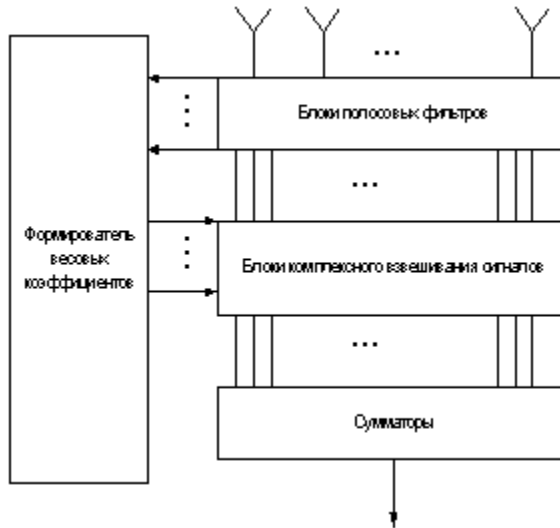 Блоки полосовых фильтров
Формирователь
весовых
коэффициентов
Блоки комплексного взвешивания сигналов
Сумматоры